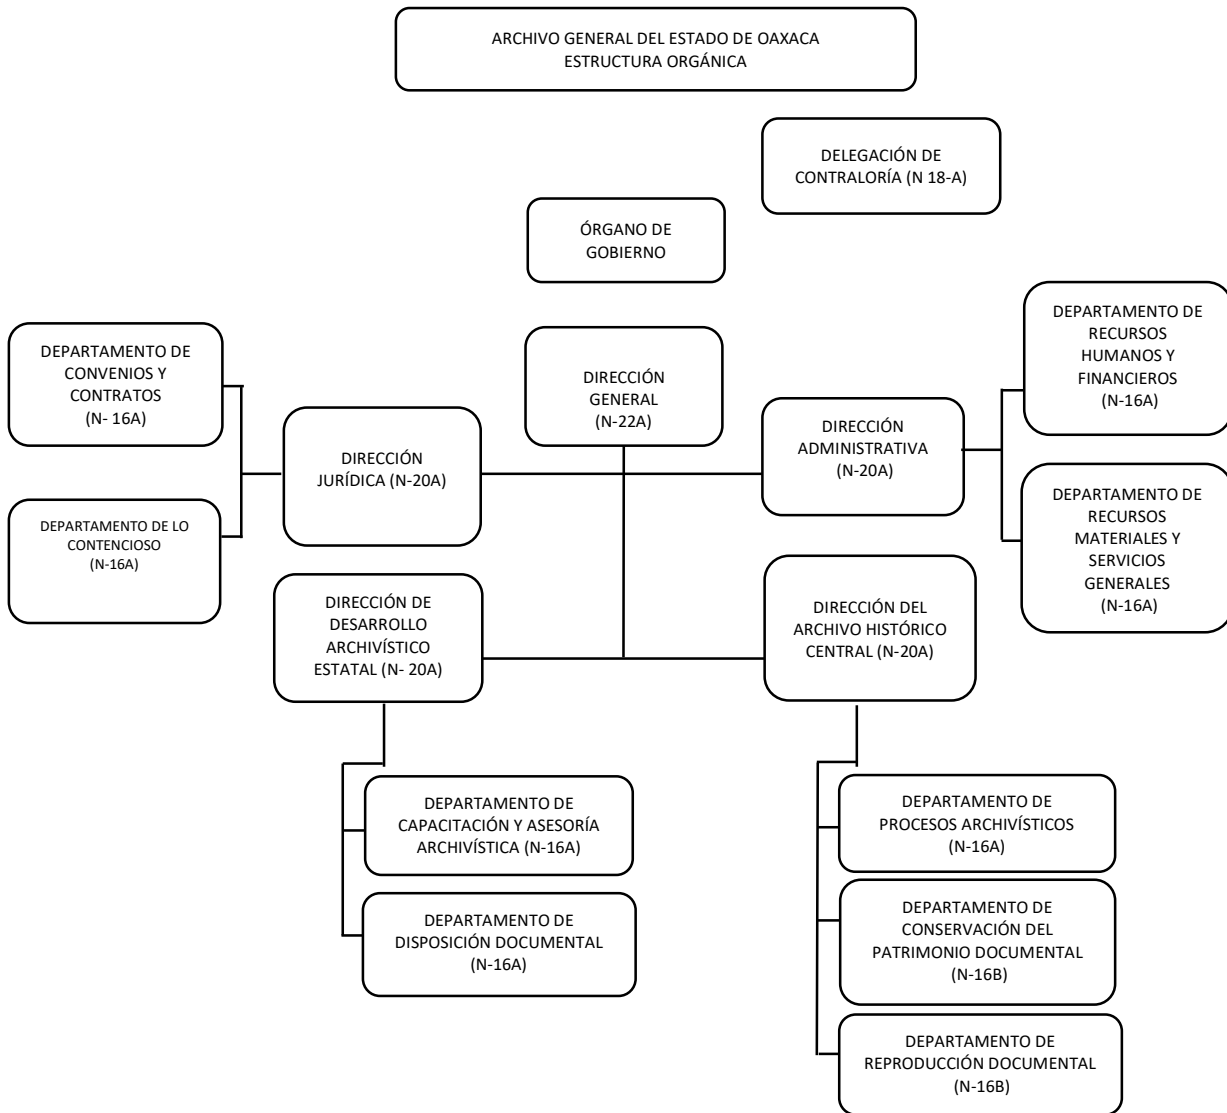 ARCHIVO GENERAL DEL ESTADO DE OAXACA
ESTRUCTURA ORGÁNICA
DELEGACIÓN DE
CONTRALORÍA (N 18-A)
ÓRGANO DE
GOBIERNO
DEPARTAMENTO DE
CONVENIOS Y
CONTRATOS
(N- 16A)
DIRECCIÓN
GENERAL
(N-22A)
DEPARTAMENTO DE
RECURSOS
HUMANOS Y
FINANCIEROS
(N-16A)
DIRECCIÓN
JURÍDICA (N-20A)
DIRECCIÓN
ADMINISTRATIVA
(N-20A)
DEPARTAMENTO DE LO
CONTENCIOSO
(N-16A)
DEPARTAMENTO DE
RECURSOS
MATERIALES Y
SERVICIOS
GENERALES
(N-16A)
DIRECCIÓN DE
DESARROLLO
ARCHIVÍSTICO
ESTATAL (N- 20A)
DIRECCIÓN DEL
ARCHIVO HISTÓRICO
CENTRAL (N-20A)
DEPARTAMENTO DE
CAPACITACIÓN Y ASESORÍA
ARCHIVÍSTICA (N-16A)
DEPARTAMENTO DE
DISPOSICIÓN DOCUMENTAL
(N-16A)
DEPARTAMENTO DE
PROCESOS ARCHIVÍSTICOS
(N-16A)
DEPARTAMENTO DE
CONSERVACIÓN DEL
PATRIMONIO DOCUMENTAL
(N-16B)
DEPARTAMENTO DE
REPRODUCCIÓN DOCUMENTAL
(N-16B)